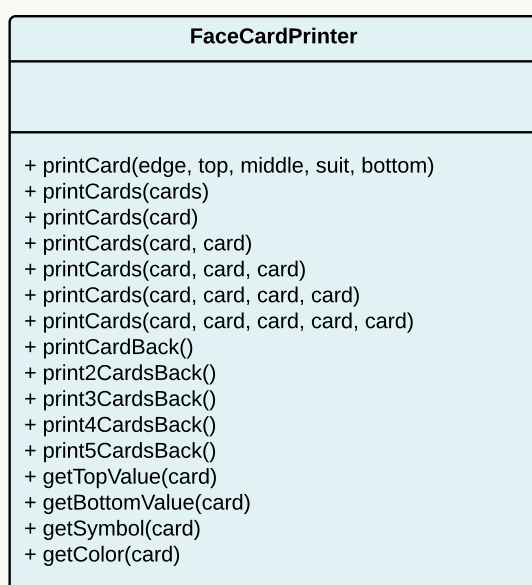 FaceCardPrinter
+ printCard(edge, top, middle, suit, bottom)
+ printCards(cards)
+ printCards(card)
+ printCards(card, card)
+ printCards(card, card, card)
+ printCards(card, card, card, card)
+ printCards(card, card, card, card, card)
+ printCardBack()
+ print2CardsBack()
+ print3CardsBack()
+ print4CardsBack()
+ print5CardsBack()
+ getTopValue(card)
+ getBottomValue(card)
+ getSymbol(card)
+ getColor(card)